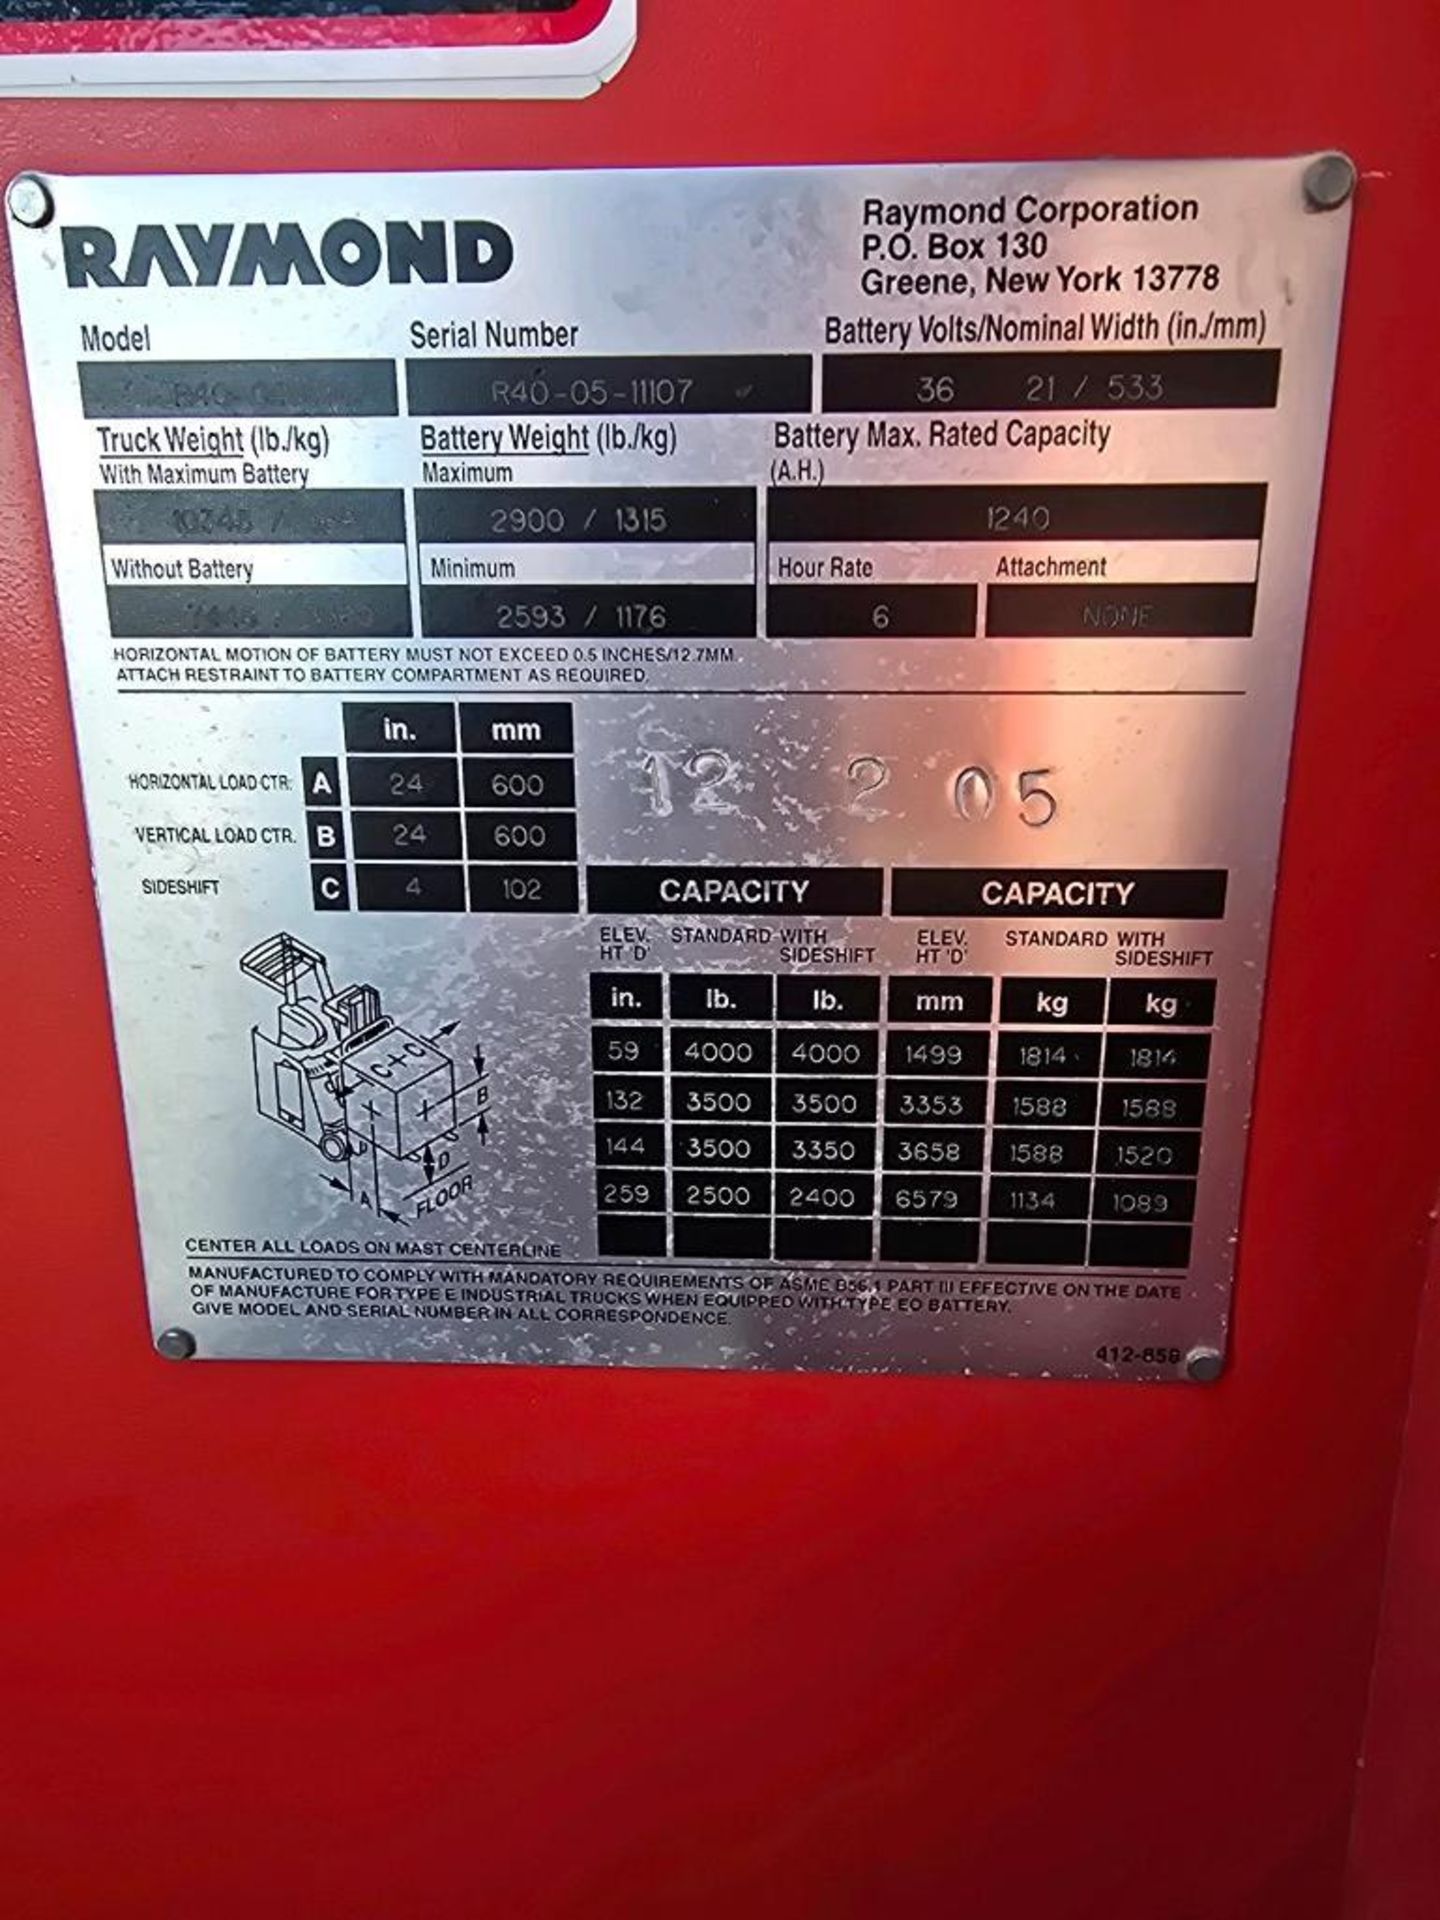 RAYMOND
Raymond Corporation
P.O. Box 130
Greene, New York 13778
Model Serial Number Battery Volts/Nominal Width (in./mm)
R40-05-11107 36 21 / 533
Truck Weight (lb./kg) Battery Weight (lb./kg) Battery Max. Rated Capacity
With Maximum Battery Maximum (A.H.)
2900 / 1315 1240
Without Battery Minimum Hour Rate Attachment
2593 / 1176 6 NONE
HORIZONTAL MOTION OF BATTERY MUST NOT EXCEED 0.5 INCHES/12.7MM.
ATTACH RESTRAINT TO BATTERY COMPARTMENT AS REQUIRED.
in. mm
HORIZONTAL LOAD CTR. A 24 600
VERTICAL LOAD CTR. B 24 600
SIDESHIFT C 4 102
12 2 05
CAPACITY CAPACITY
ELEV. HT 'D' STANDARD WITH SIDESHIFT ELEV. HT 'D' STANDARD WITH SIDESHIFT
in. lb. lb. mm kg kg
59 4000 4000 1499 1814 1814
132 3500 3500 3353 1588 1588
144 3500 3350 3658 1588 1520
259 2500 2400 6579 1134 1089
C C
B
D
A
FLOOR
CENTER ALL LOADS ON MAST CENTERLINE
MANUFACTURED TO COMPLY WITH MANDATORY REQUIREMENTS OF ASME B56.1 PART III EFFECTIVE ON THE DATE
OF MANUFACTURE FOR TYPE E INDUSTRIAL TRUCKS WHEN EQUIPPED WITH TYPE EO BATTERY.
GIVE MODEL AND SERIAL NUMBER IN ALL CORRESPONDENCE.